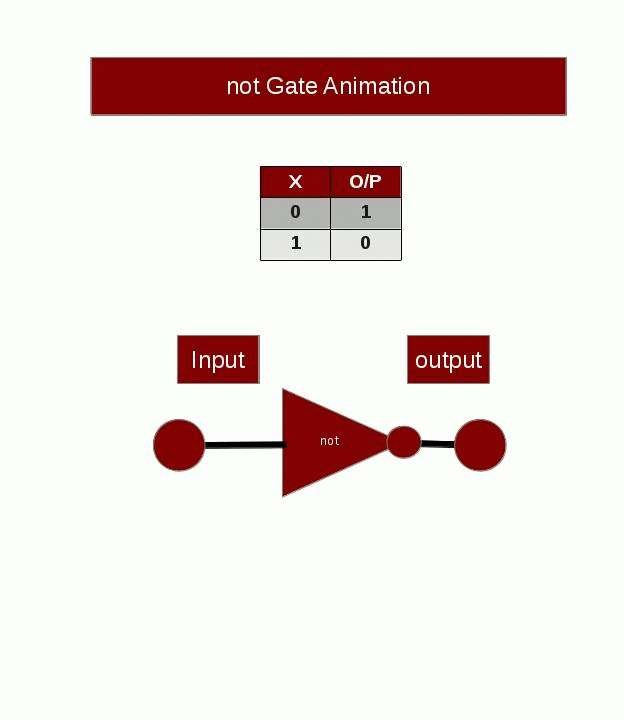 not Gate Animation
X O/P
0 1
1 0
Input output
not